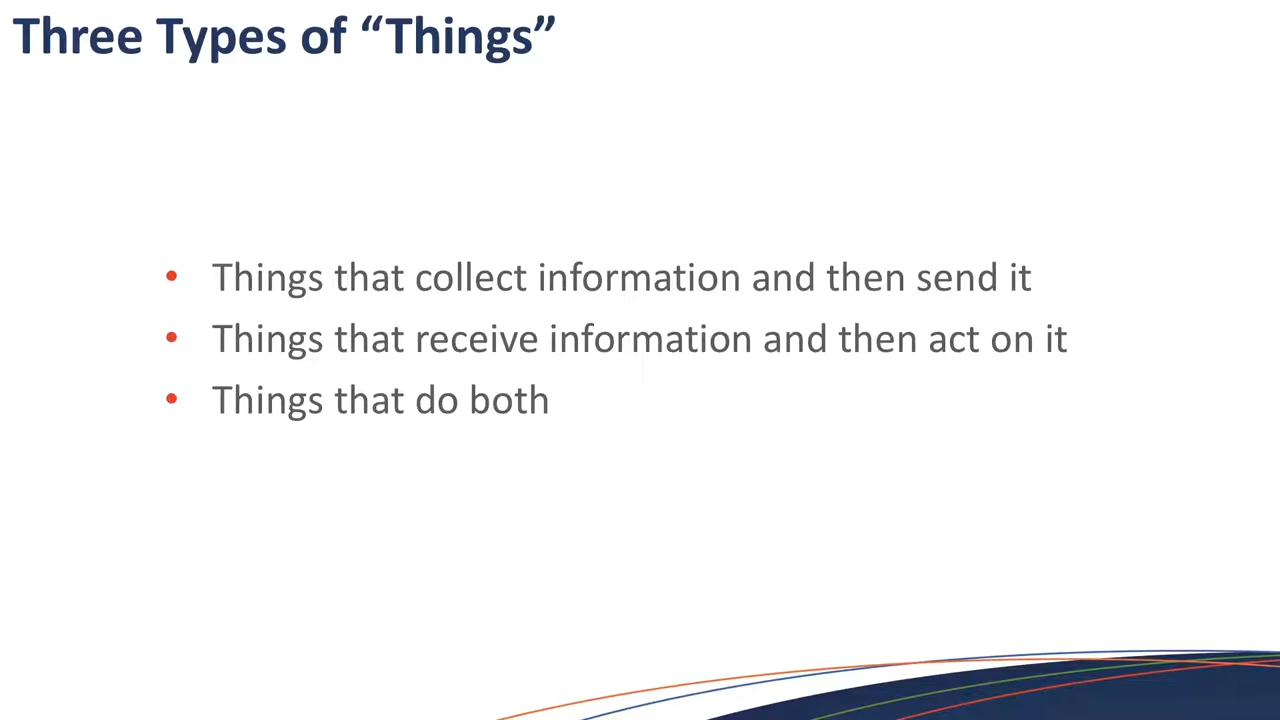 Three Types of “Things”
• Things that collect information and then send it
• Things that receive information and then act on it
• Things that do both